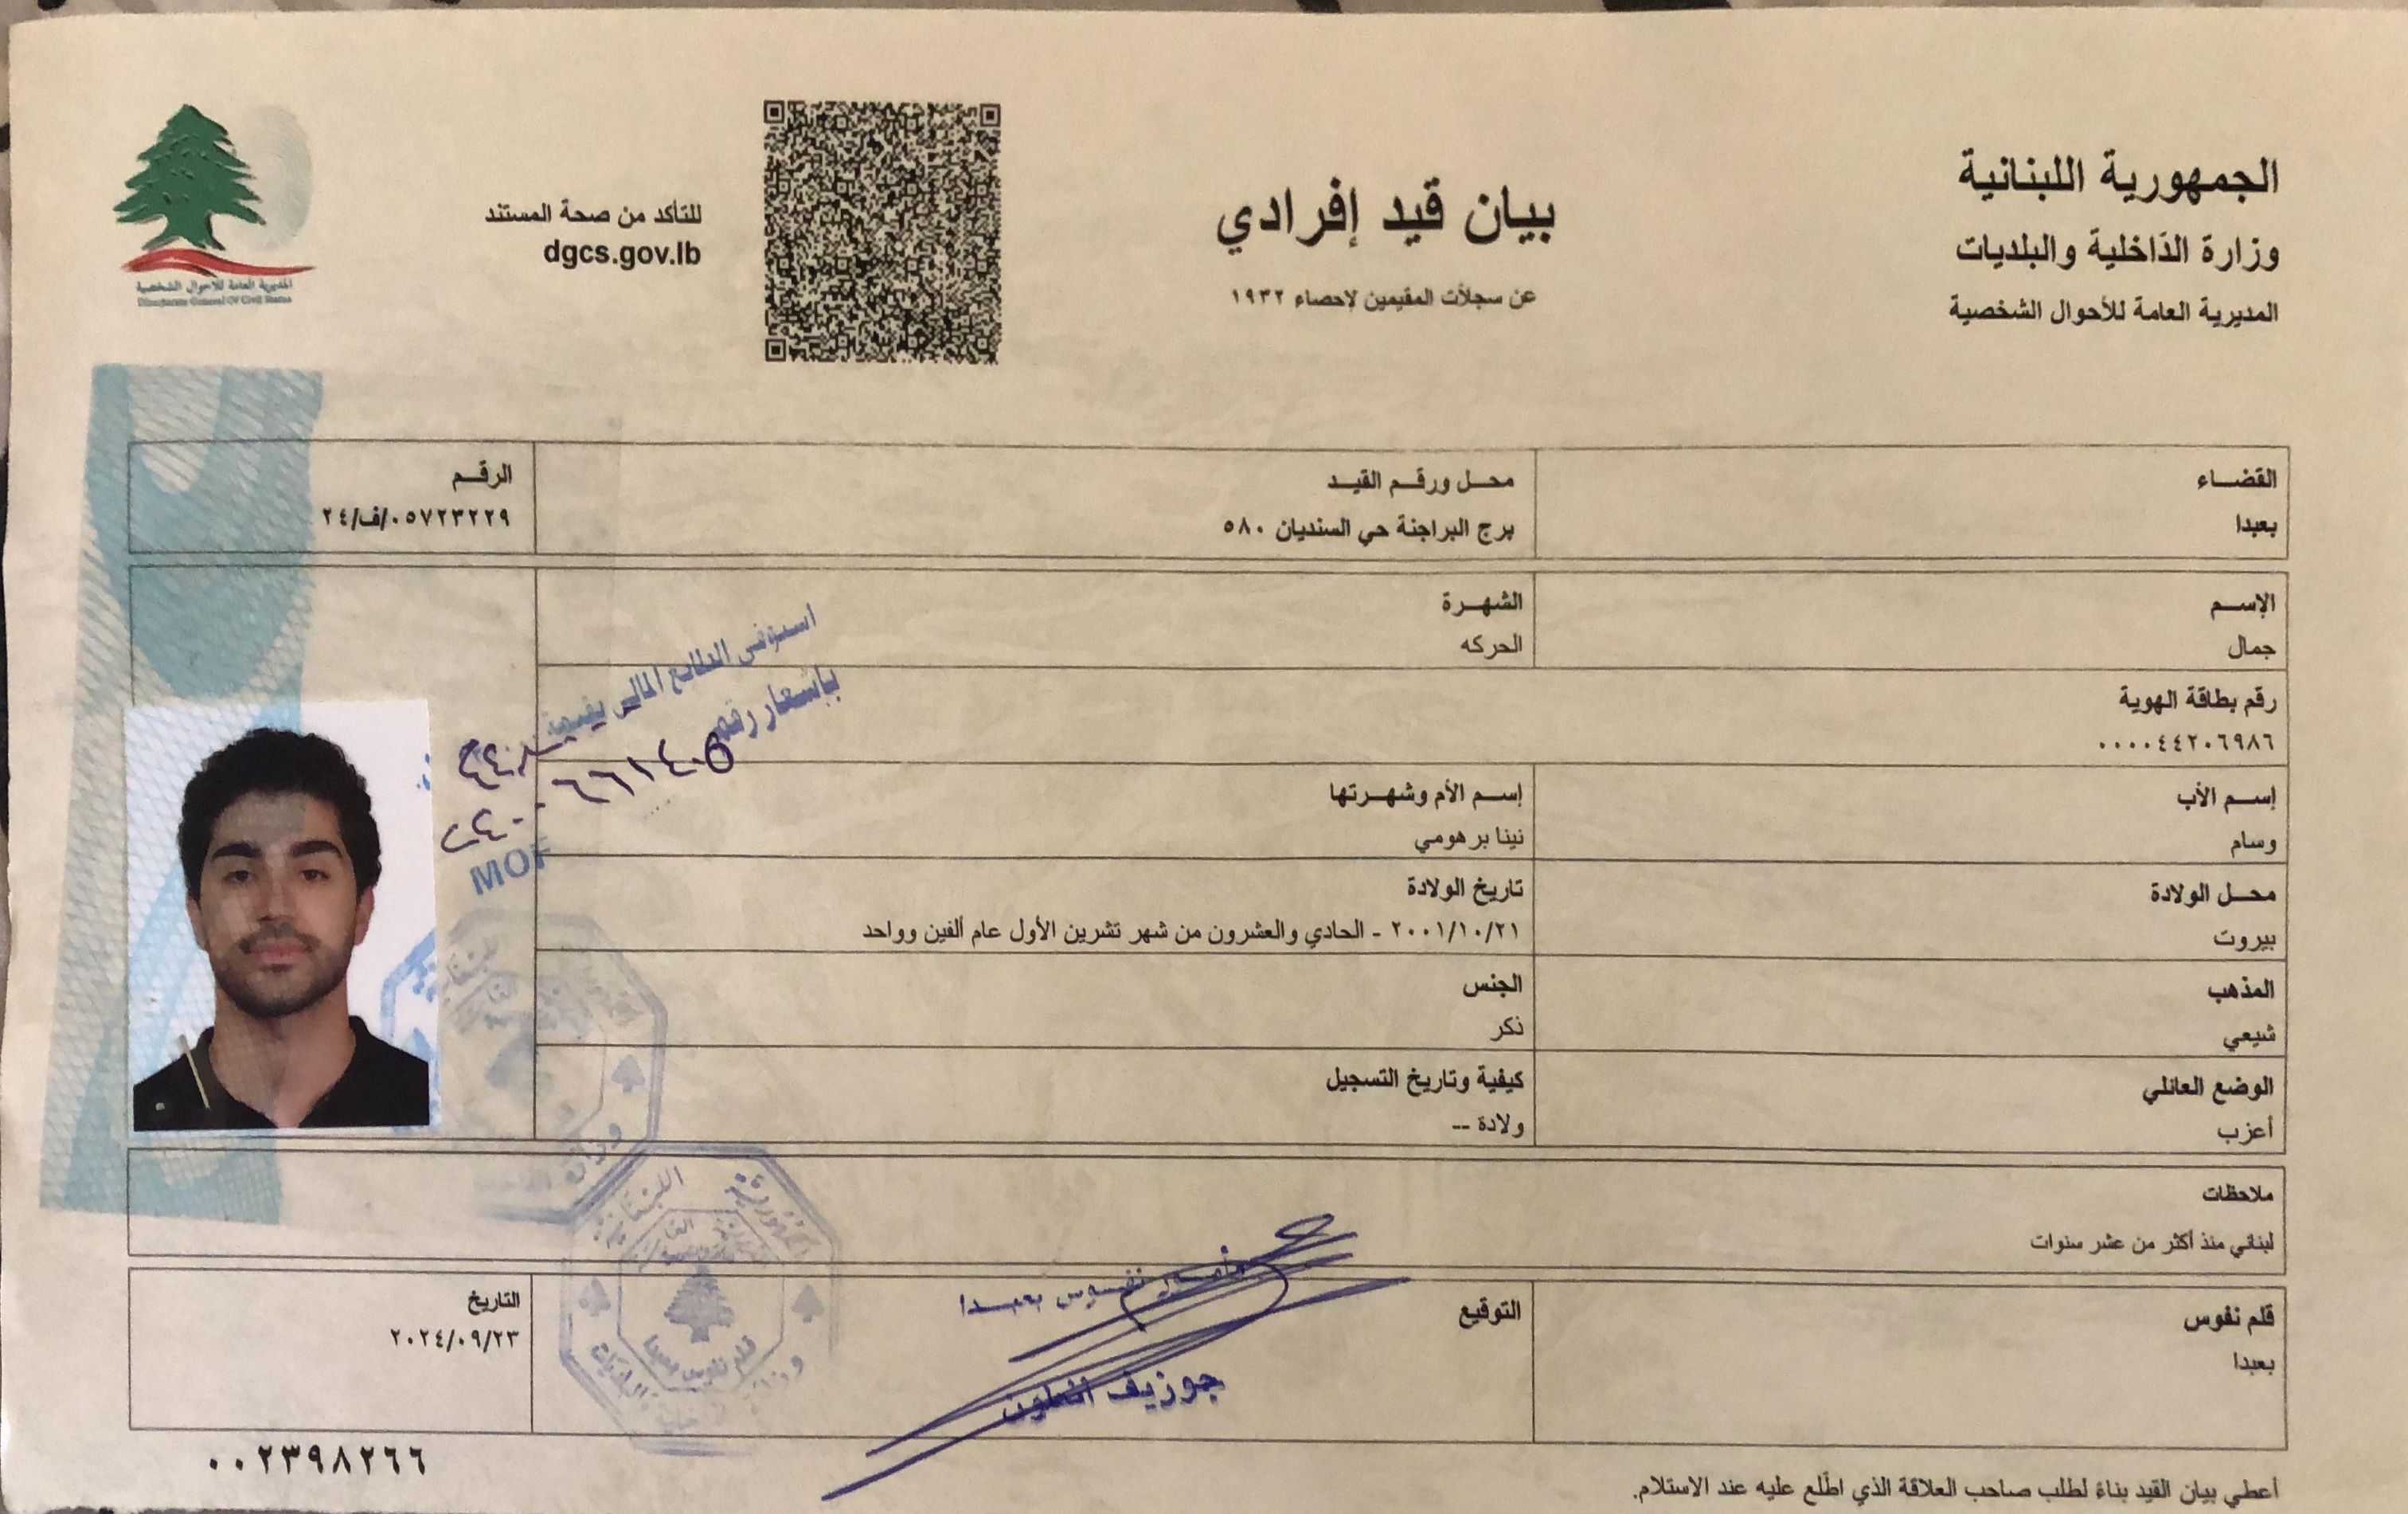 الجمهورية اللبنانية
وزارة الداخلية والبلديات
المديرية العامة للأحوال الشخصية
بيان قيد إفرادي
عن سجلات المقيمين لاحصاء ١٩٣٢
للتأكد من صحة المستند
dgcs.gov.lb
المديرية العامة للأحوال الشخصية
Directorate General Of Civil Status
القضاء
بعبدا
محل ورقم القيد
برج البراجنة حي السنديان ٥٨٠
الرقم
٠٥٧٢٣٢٢٩/ف/٢٤
الإسم
جمال
الشهرة
الحركه
رقم بطاقة الهوية
٠٠٠٠٤٤٢٠٦٩٨٦
إسم الأب
وسام
إسم الأم وشهرتها
نينا برهومي
محل الولادة
بيروت
تاريخ الولادة
٢٠٠١/١٠/٢١ - الحادي والعشرون من شهر تشرين الأول عام ألفين وواحد
المذهب
شيعي
الجنس
ذكر
الوضع العائلي
أعزب
كيفية وتاريخ التسجيل
ولادة --
استوفي الطابع المالي بقيمة
بإشعار رقم
MOF
ملاحظات
لبناني منذ أكثر من عشر سنوات
قلم نفوس
بعبدا
التوقيع
مأمور نفوس بعبدا
جوزيف
التاريخ
٢٠٢٤/٠٩/٢٣
اللبنانية
قلم نفوس بعبدا
٠٠٢٣٩٨٢٦٦
أعطي بيان القيد بناءً لطلب صاحب العلاقة الذي اطّلع عليه عند الاستلام.